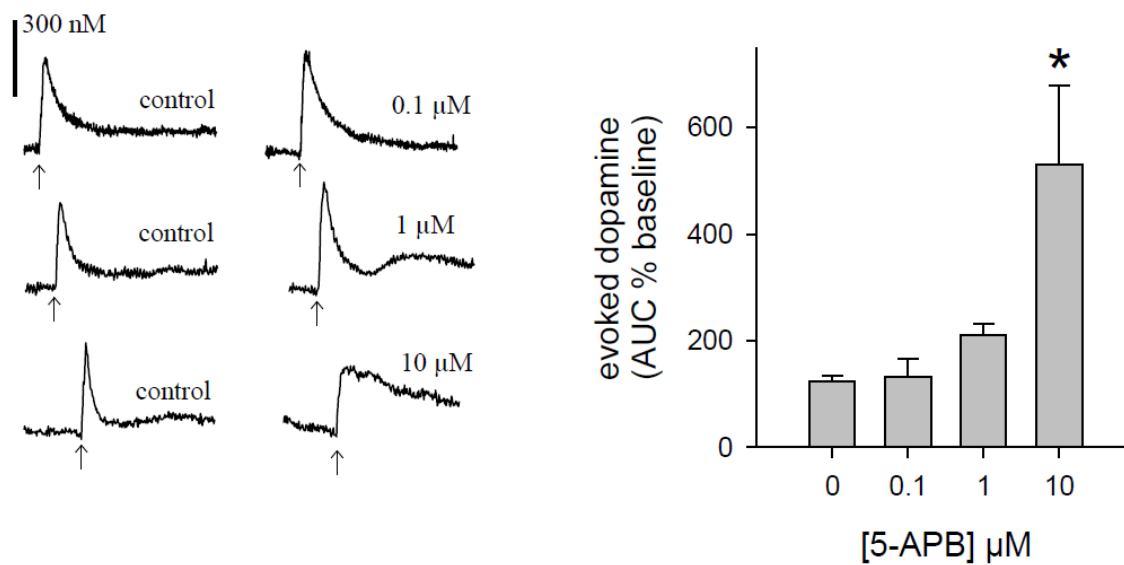 300 nM
control
0.1 µM
control
1 µM
control
10 µM
evoked dopamine
(AUC % baseline)
600
400
200
0
*
0
0.1
1
10
[5-APB] µM